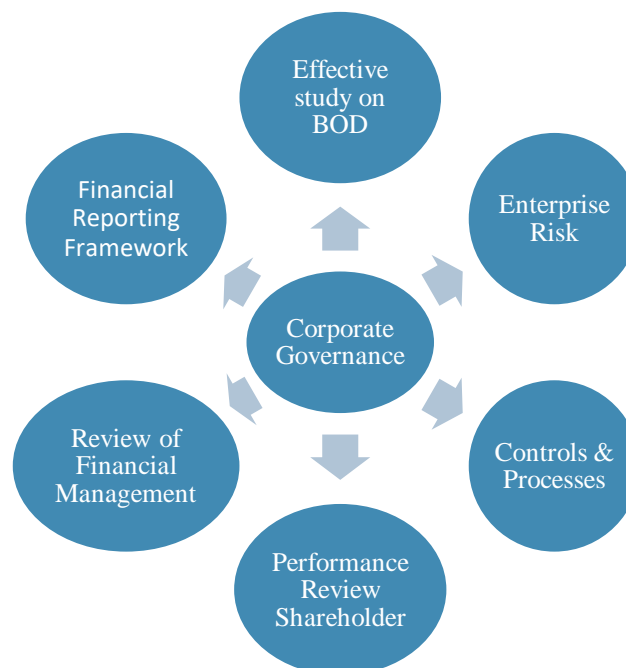 Effective
study on
BOD
Financial
Reporting
Framework
Enterprise
Risk
Corporate
Governance
Review of
Financial
Management
Controls &
Processes
Performance
Review
Shareholder